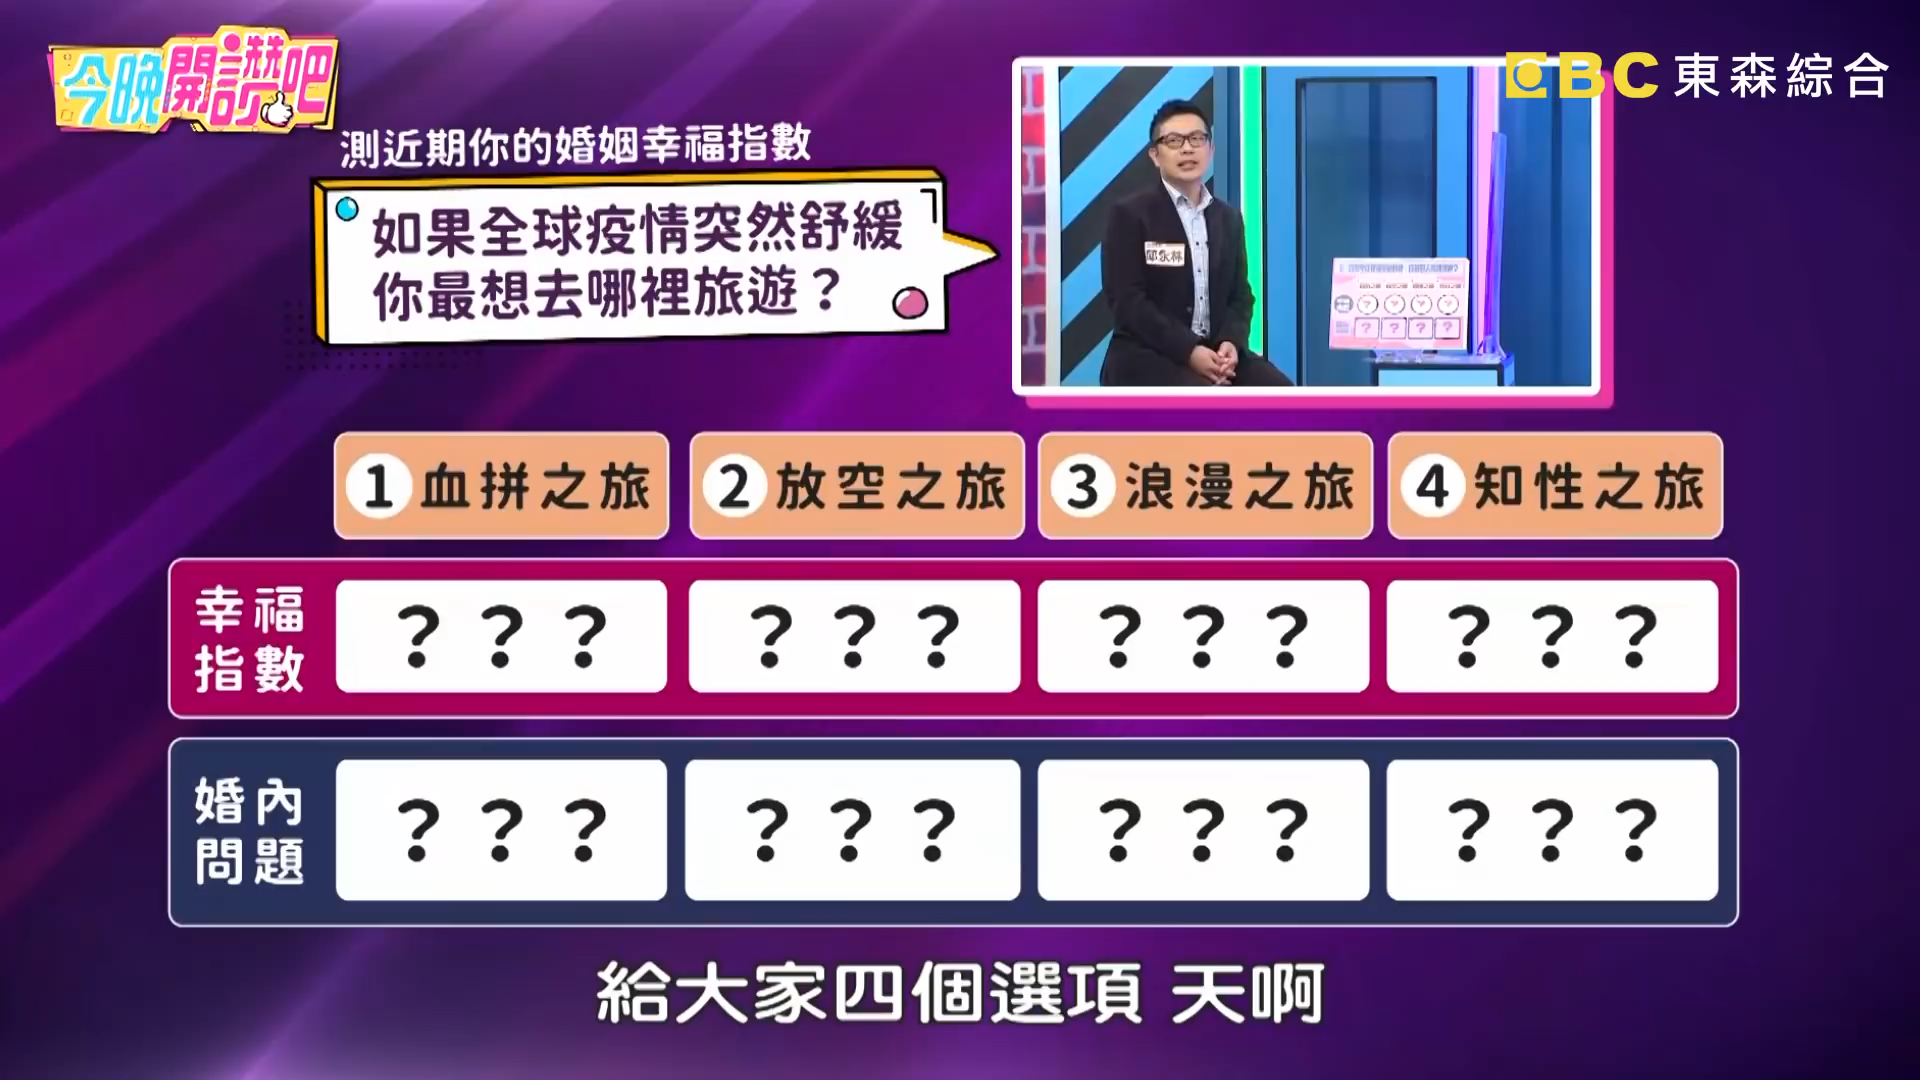 今晚開讚吧
EBC 東森綜合
測近期你的婚姻幸福指數
如果全球疫情突然舒緩
你最想去哪裡旅遊？
邱永林
1 血拼之旅
2 放空之旅
3 浪漫之旅
4 知性之旅
幸福
指數
？？？
？？？
？？？
？？？
婚內
問題
？？？
？？？
？？？
？？？
給大家四個選項 天啊